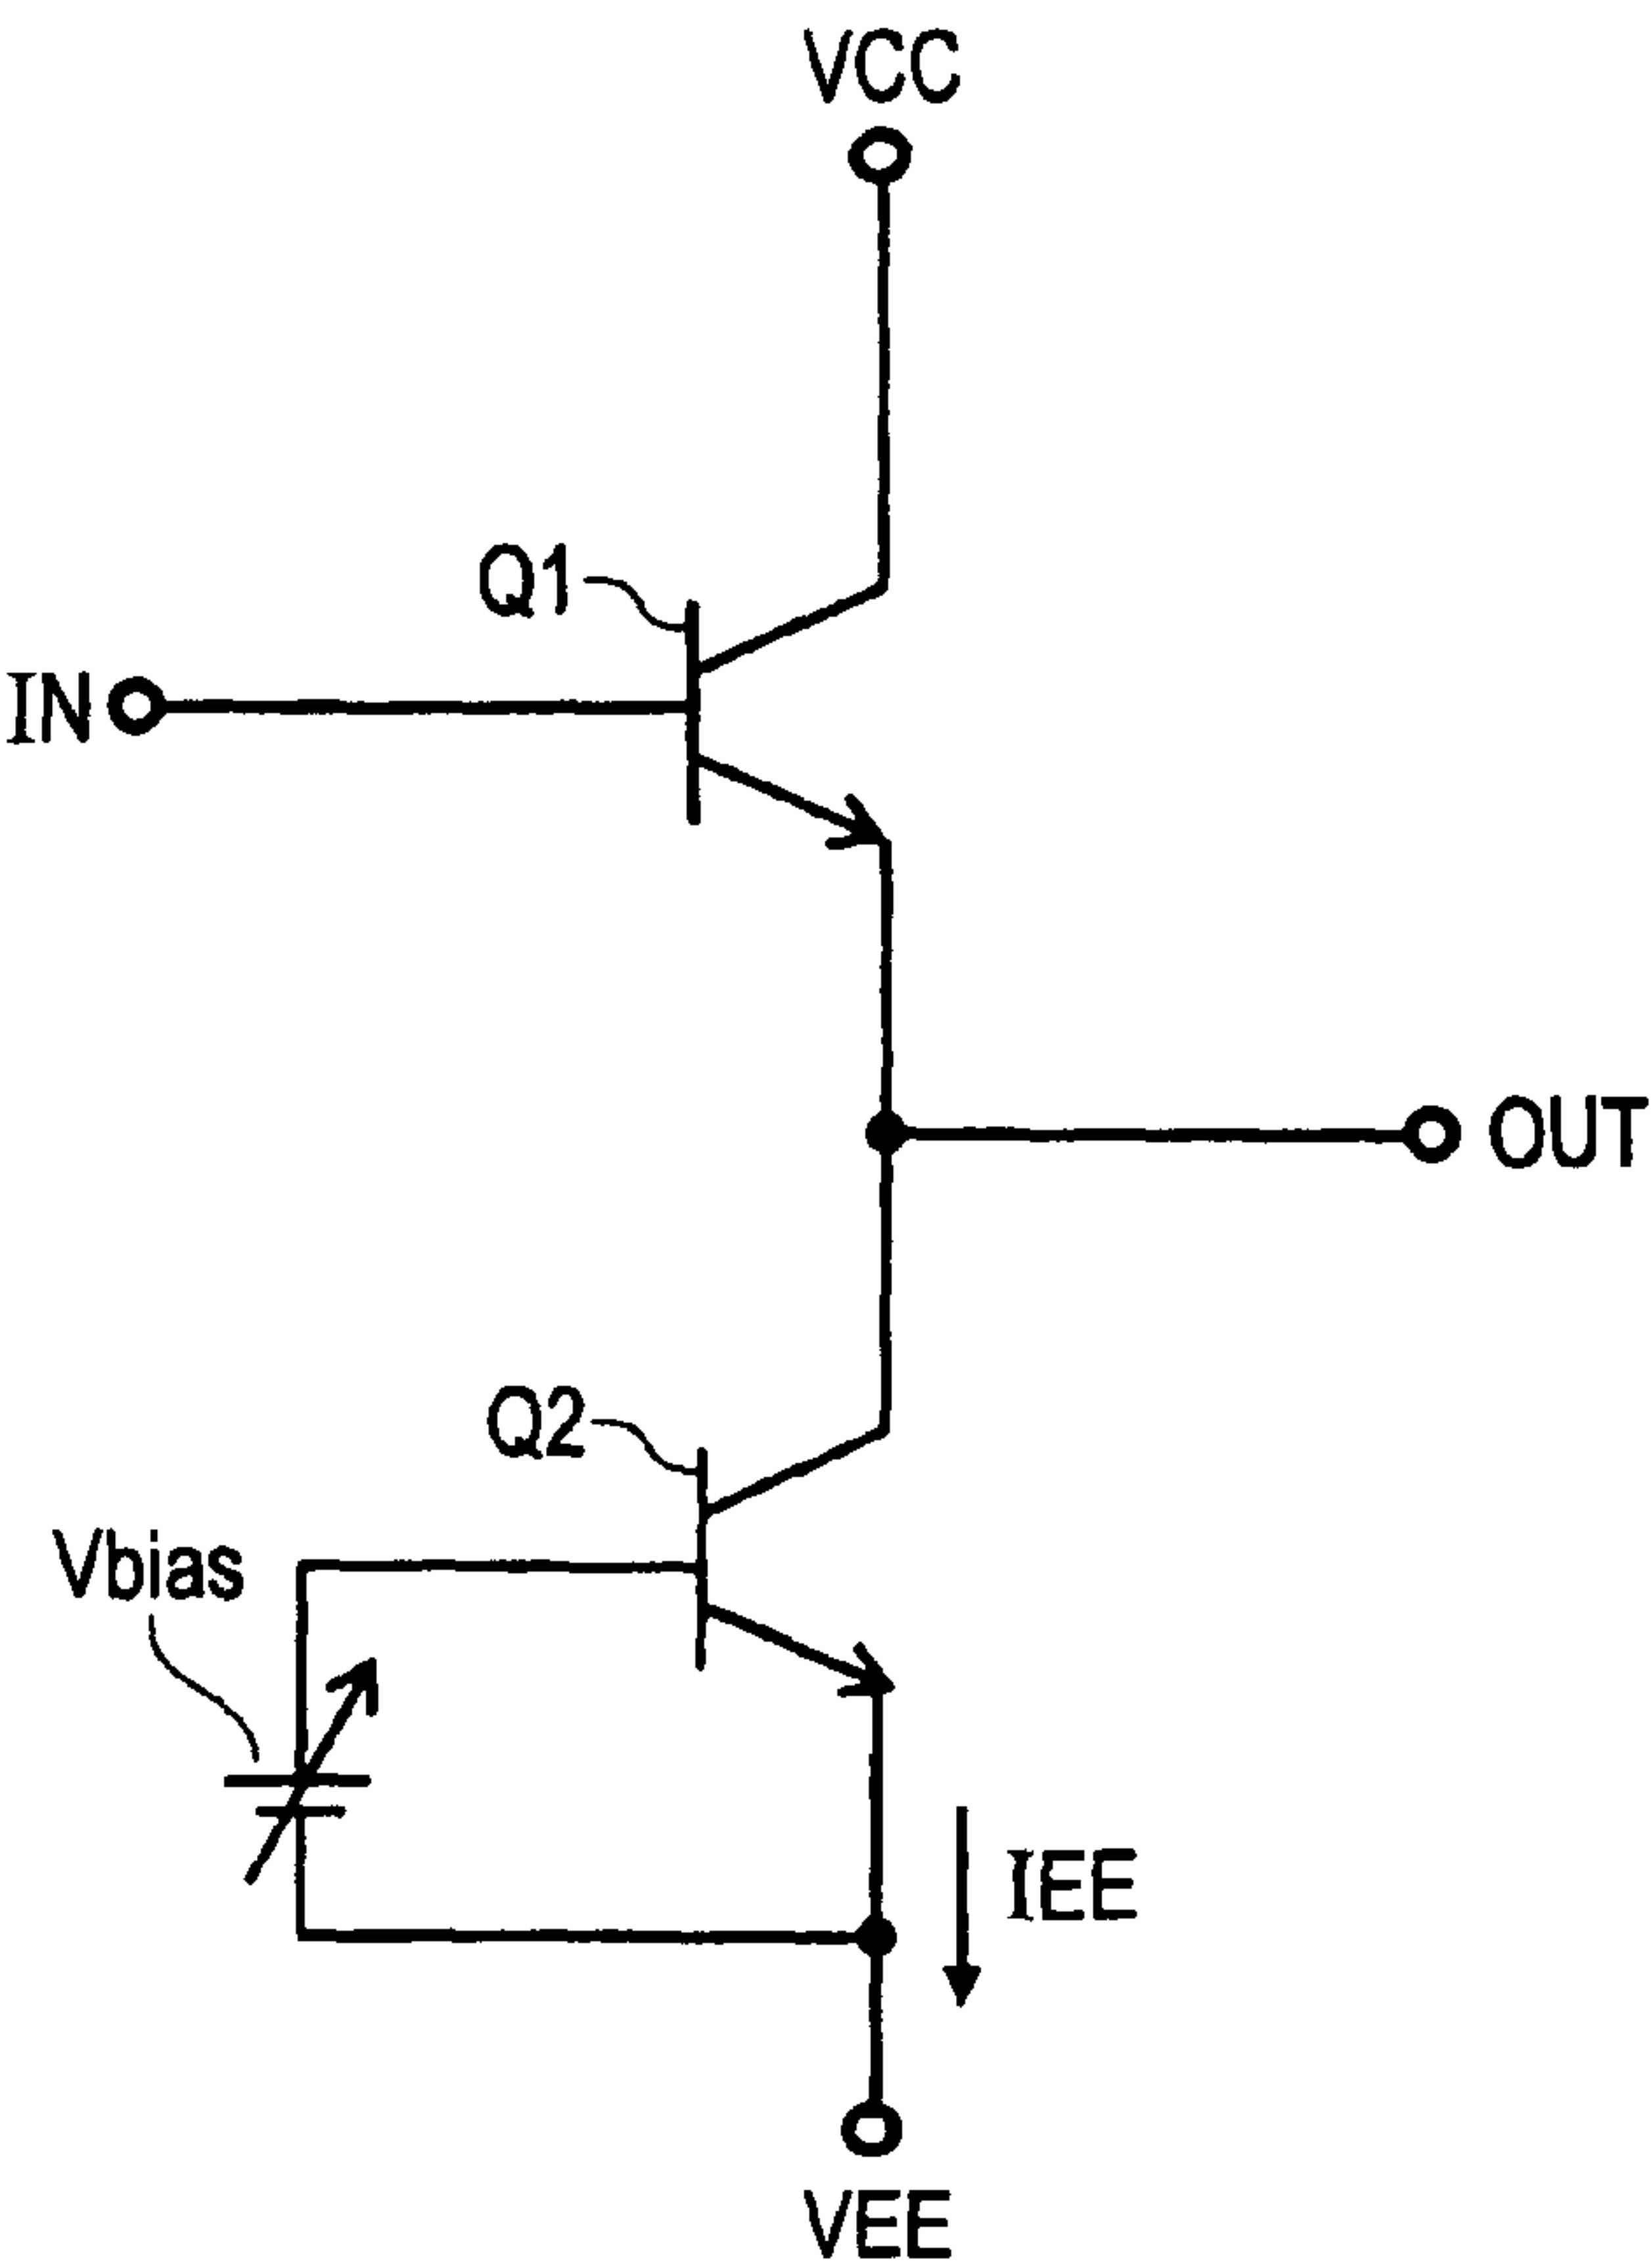 VCC
Q1
IN
OUT
Q2
Vbias
IEE
VEE